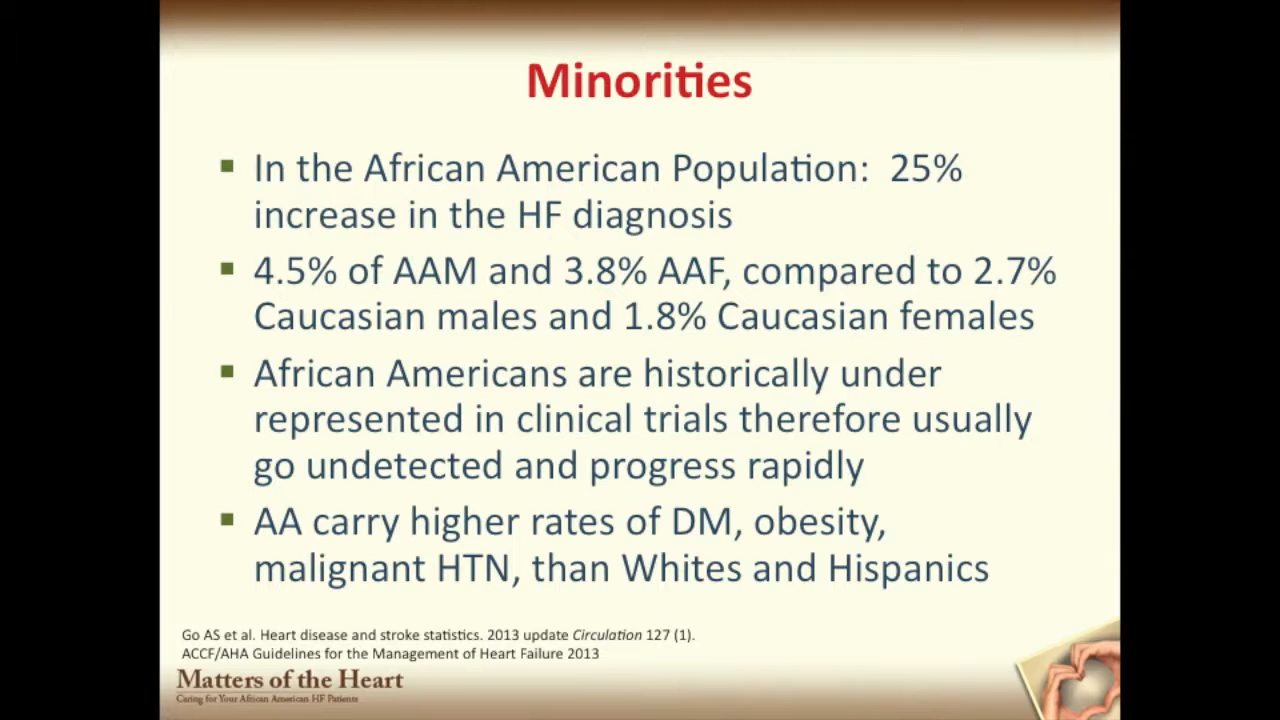 Minorities
▪ In the African American Population: 25%
increase in the HF diagnosis
▪ 4.5% of AAM and 3.8% AAF, compared to 2.7%
Caucasian males and 1.8% Caucasian females
▪ African Americans are historically under
represented in clinical trials therefore usually
go undetected and progress rapidly
▪ AA carry higher rates of DM, obesity,
malignant HTN, than Whites and Hispanics
Go AS et al. Heart disease and stroke statistics. 2013 update Circulation 127 (1).
ACCF/AHA Guidelines for the Management of Heart Failure 2013
Matters of the Heart
Caring for Your African American HF Patients